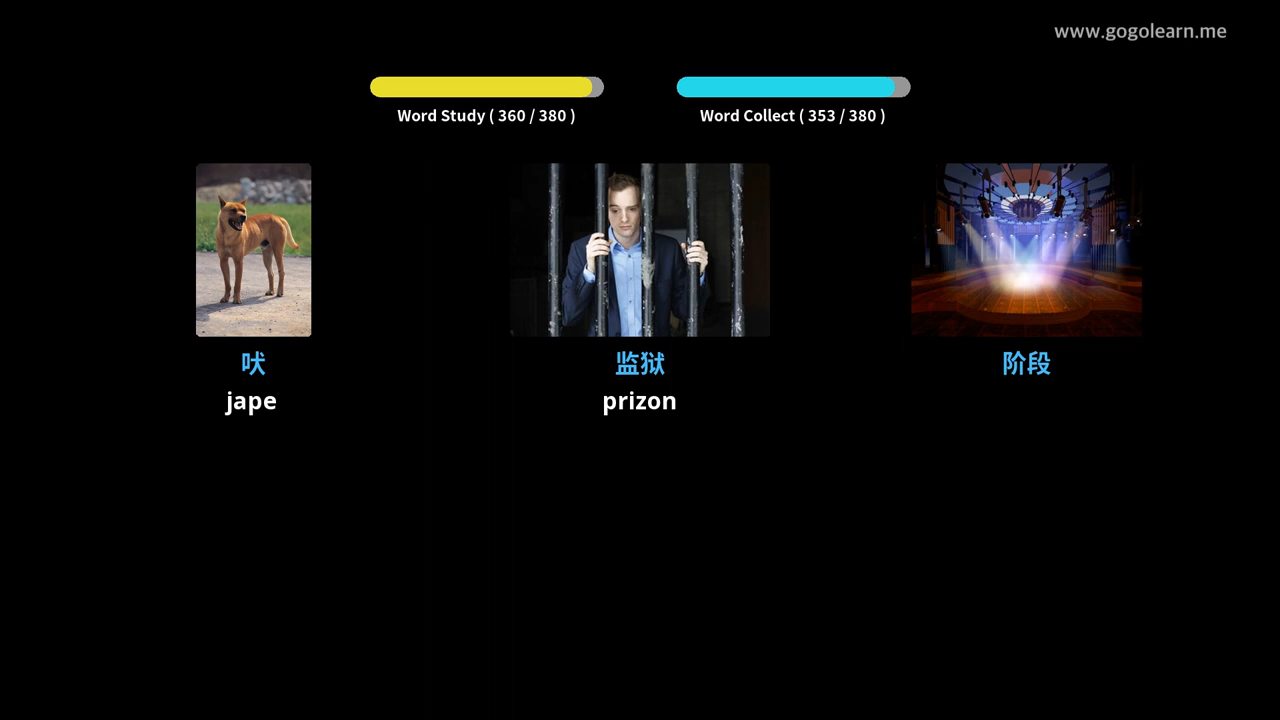 www.gogolearn.me
Word Study ( 360 / 380 )
Word Collect ( 353 / 380 )
吠
监狱
阶段
jape
prizon